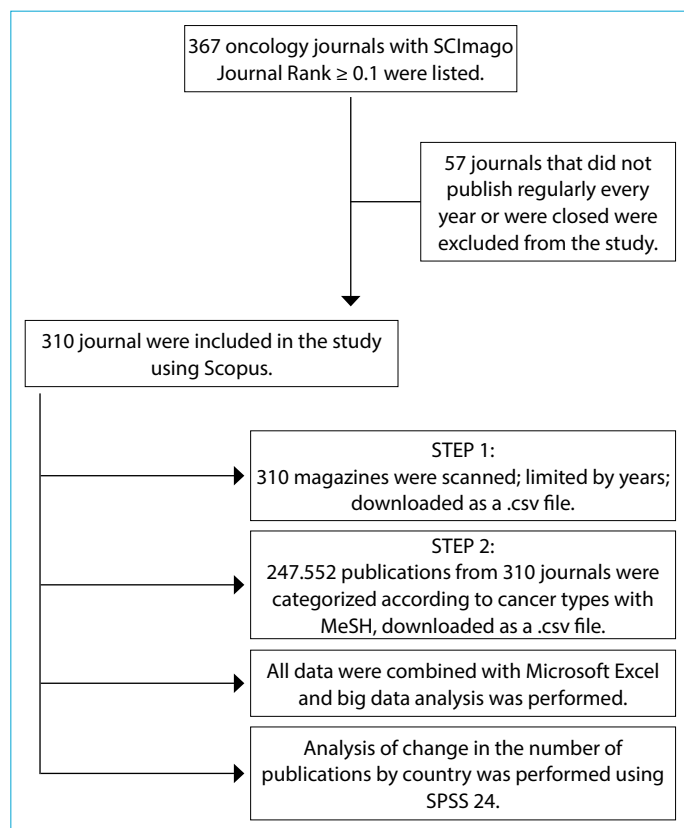 367 oncology journals with SCImago
Journal Rank ≥ 0.1 were listed.
57 journals that did not
publish regularly every
year or were closed were
excluded from the study.
310 journal were included in the study
using Scopus.
STEP 1:
310 magazines were scanned; limited by years;
downloaded as a .csv file.
STEP 2:
247.552 publications from 310 journals were
categorized according to cancer types with
MeSH, downloaded as a .csv file.
All data were combined with Microsoft Excel
and big data analysis was performed.
Analysis of change in the number of
publications by country was performed using
SPSS 24.